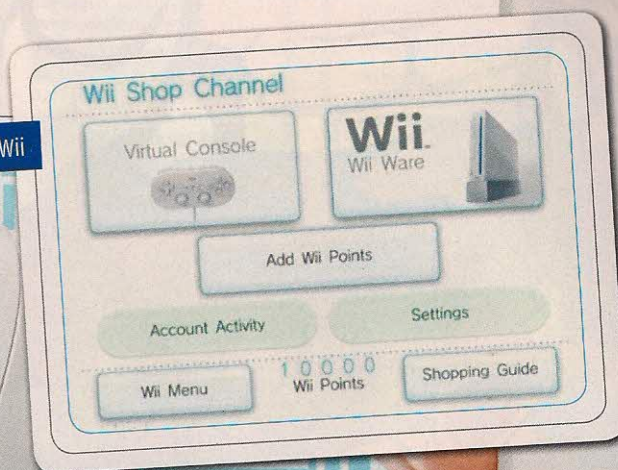 Wii Shop Channel
Wii
Virtual Console
Wii
Wii Ware
Add Wii Points
Account Activity
Settings
10000
Wii Points
Wii Menu
Shopping Guide